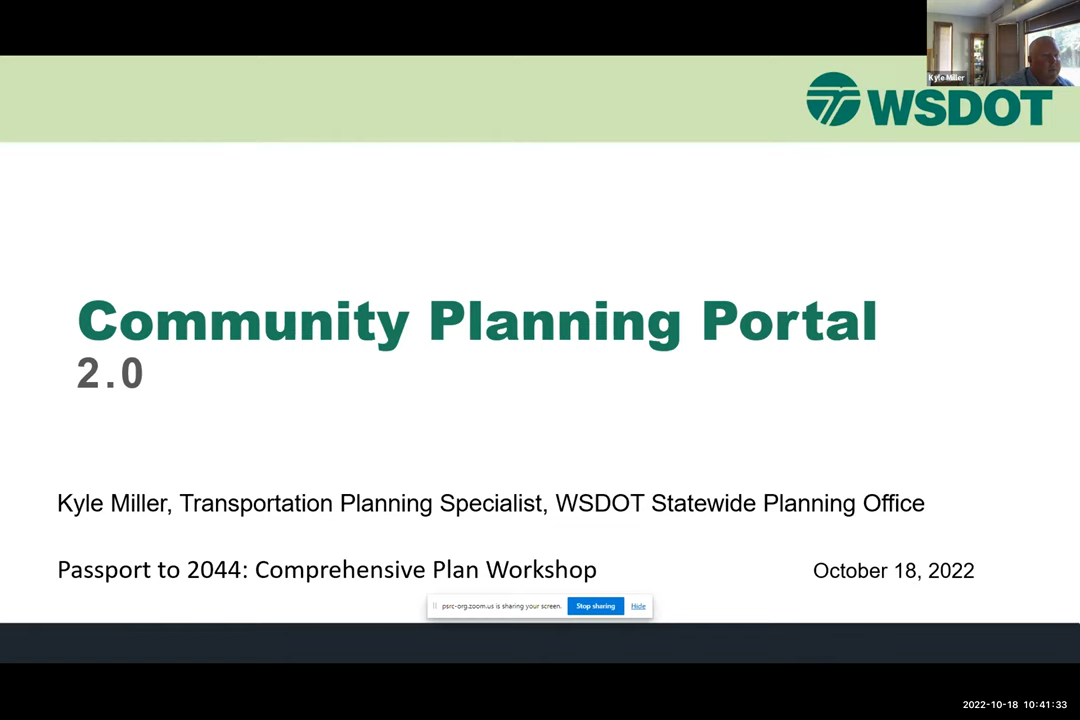 Kyle Miller
WSDOT
Community Planning Portal
2.0
Kyle Miller, Transportation Planning Specialist, WSDOT Statewide Planning Office
Passport to 2044: Comprehensive Plan Workshop
October 18, 2022
psrc-org.zoom.us is sharing your screen.
Stop sharing
Hide
2022-10-18 10:41:33